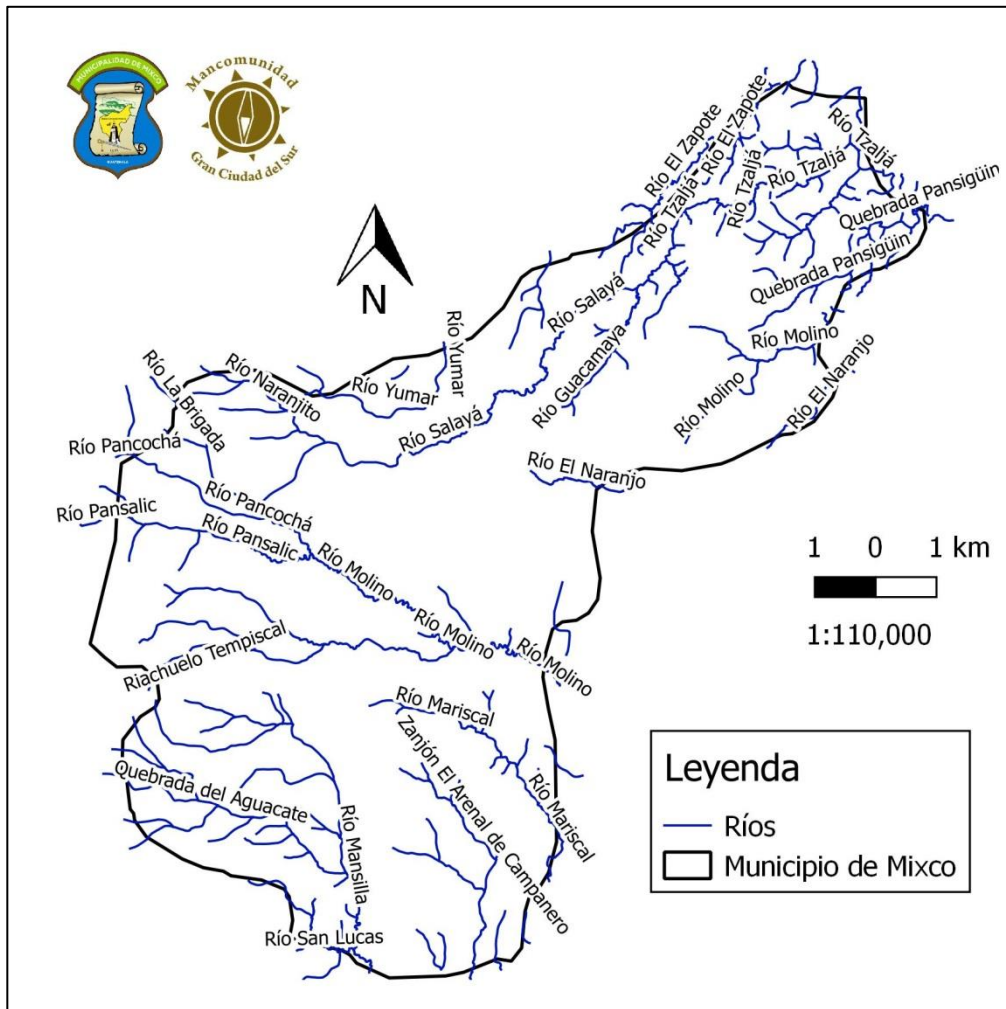 MUNICIPALIDAD DE MIXCO
Mancomunidad
Gran Ciudad del Sur
N
Río El Zapote
Río El Zapote
Río Tzaljá
Río Tzaljá
Río Tzaljá
Río Tzaljá
Quebrada Pansigüin
Quebrada Pansigüin
Río Salayá
Río Guacamaya
Río Molino
Río Molino
Río El Naranjo
Río Yumar
Río Yumar
Río La Brigada
Río Naranjito
Río Salayá
Río Pancochá
Río El Naranjo
Río Pansalic
Río Pancochá
Río Pansalic
Río Molino
Río Molino
Río Molino
Riachuelo Tempiscal
Río Mariscal
Zanjón El Arenal de Campanero
Río Mariscal
Quebrada del Aguacate
Río Mansilla
Río San Lucas
1 0 1 km
1:110,000
Leyenda
Ríos
Municipio de Mixco